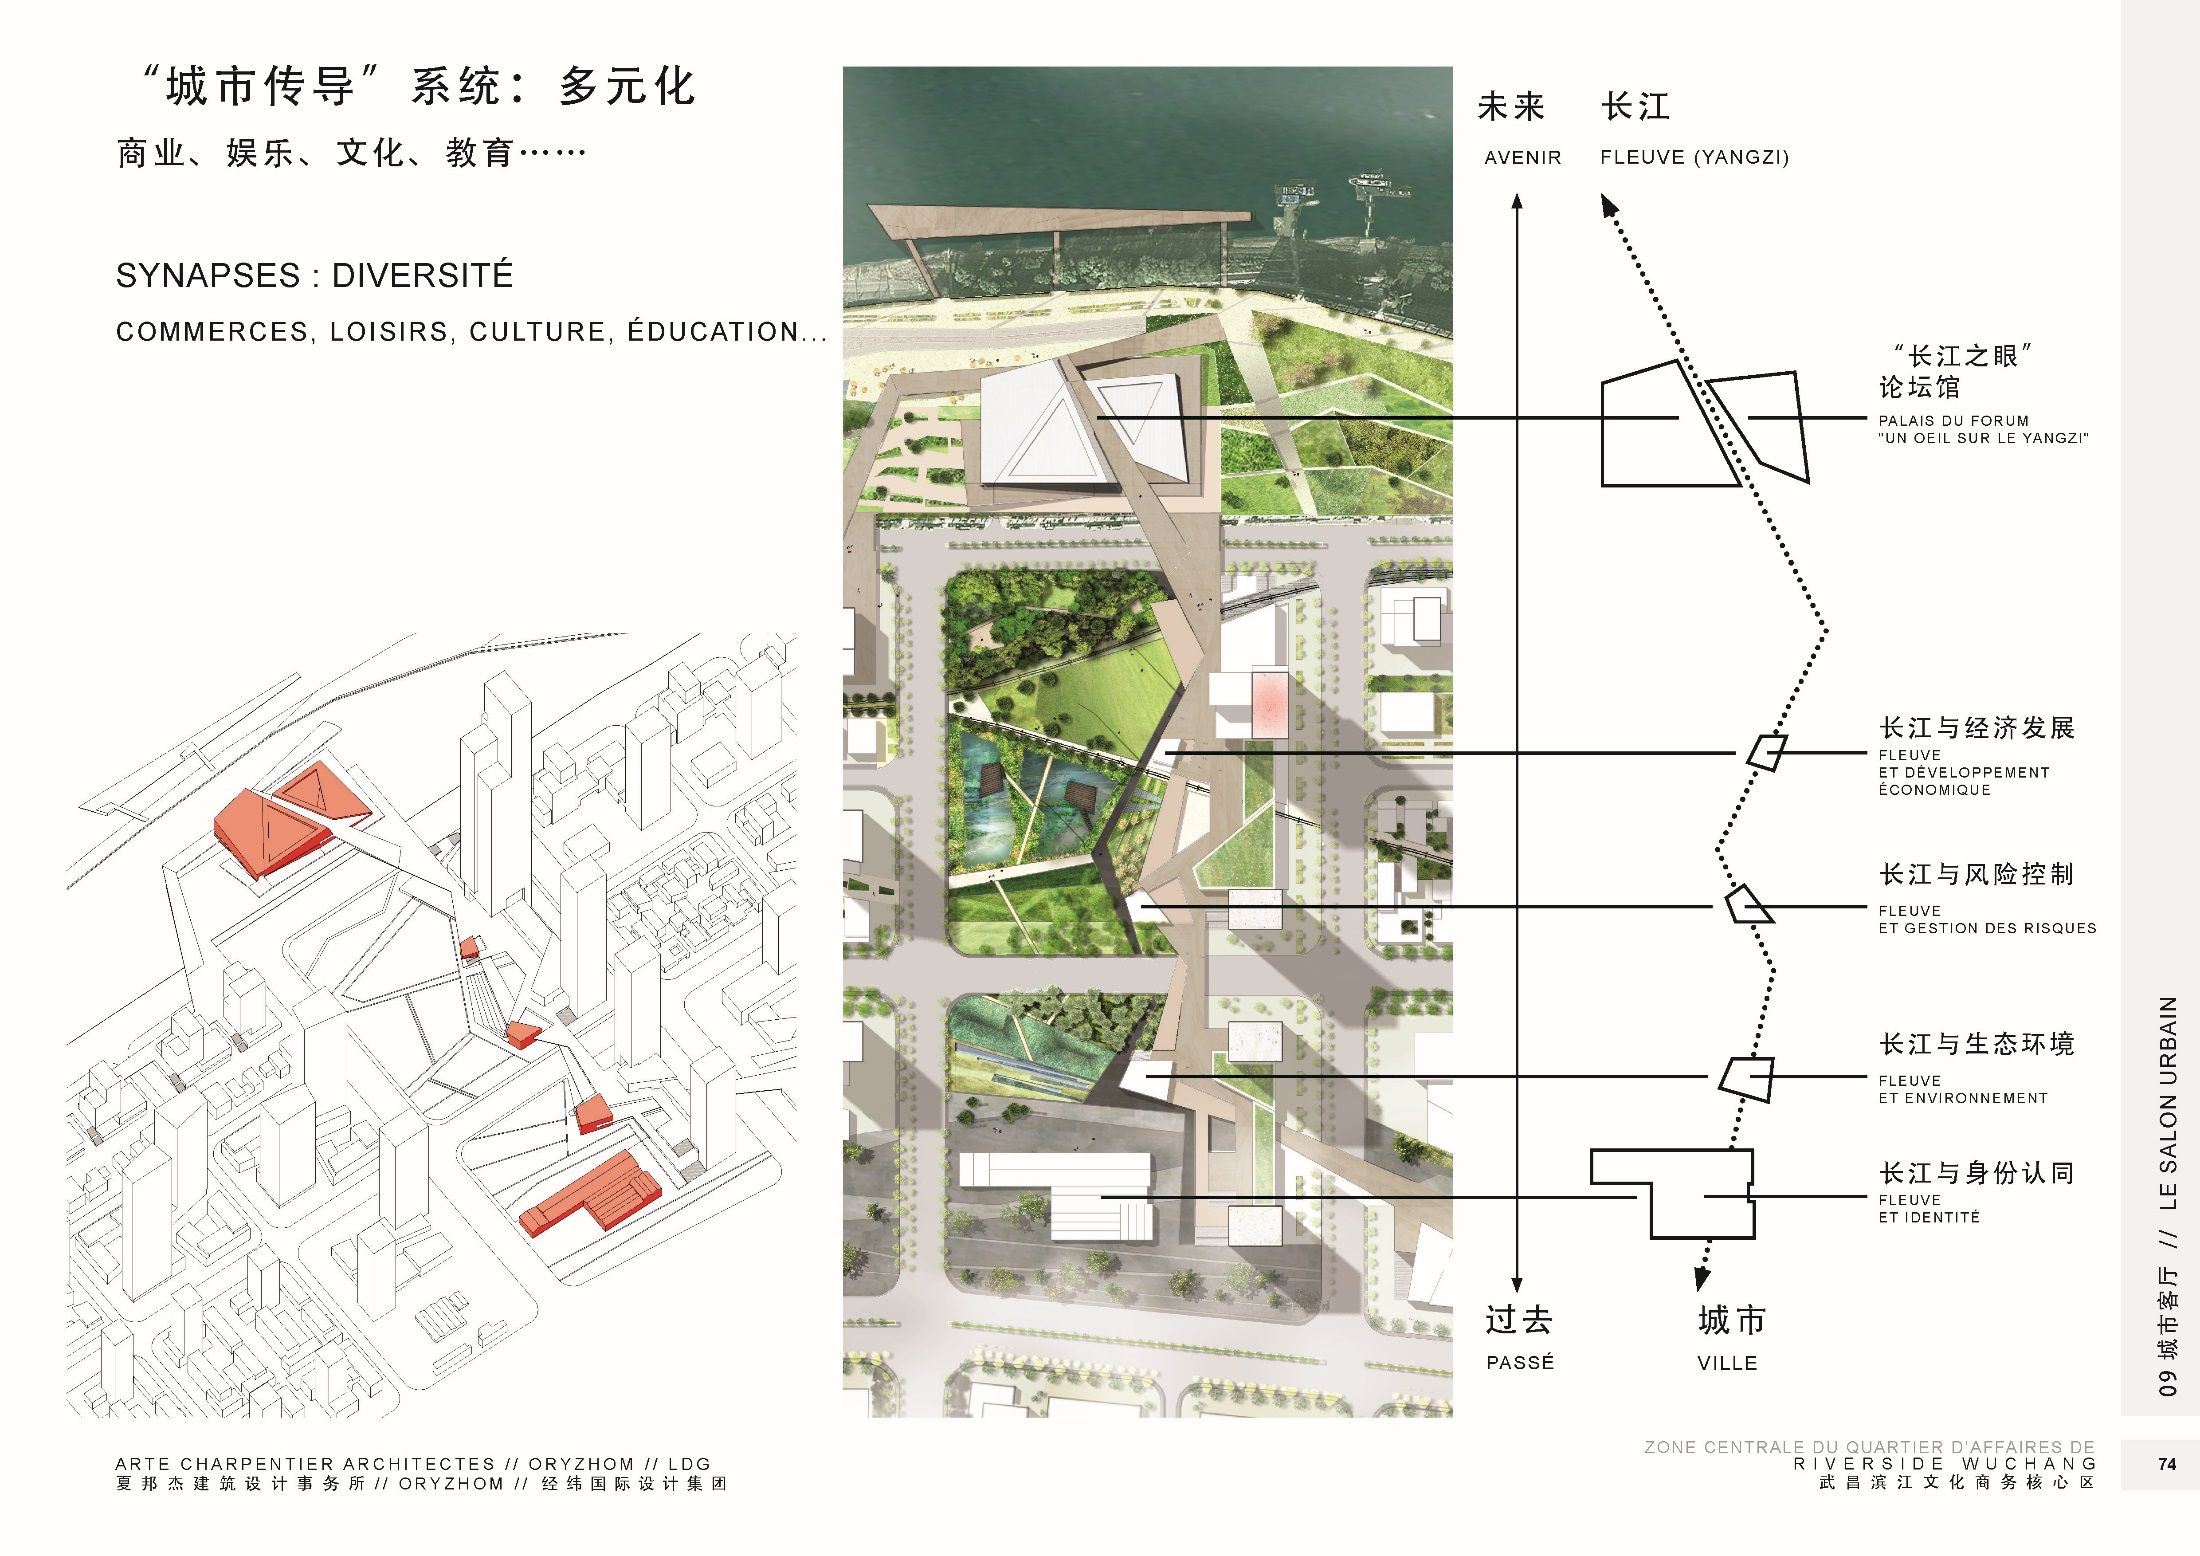 “城市传导”系统：多元化
商业、娱乐、文化、教育……
SYNAPSES : DIVERSITÉ
COMMERCES, LOISIRS, CULTURE, ÉDUCATION...
未来 长江
AVENIR FLEUVE (YANGZI)
“长江之眼”
论坛馆
PALAIS DU FORUM
"UN OEIL SUR LE YANGZI"
长江与经济发展
FLEUVE
ET DÉVELOPPEMENT
ÉCONOMIQUE
长江与风险控制
FLEUVE
ET GESTION DES RISQUES
长江与生态环境
FLEUVE
ET ENVIRONNEMENT
长江与身份认同
FLEUVE
ET IDENTITÉ
过去 城市
PASSÉ VILLE
09 城市客厅 // LE SALON URBAIN
ARTE CHARPENTIER ARCHITECTES // ORYZHOM // LDG
夏邦杰建筑设计事务所 // ORYZHOM // 经纬国际设计集团
ZONE CENTRALE DU QUARTIER D'AFFAIRES DE
RIVERSIDE WUCHANG
武昌滨江文化商务核心区
74